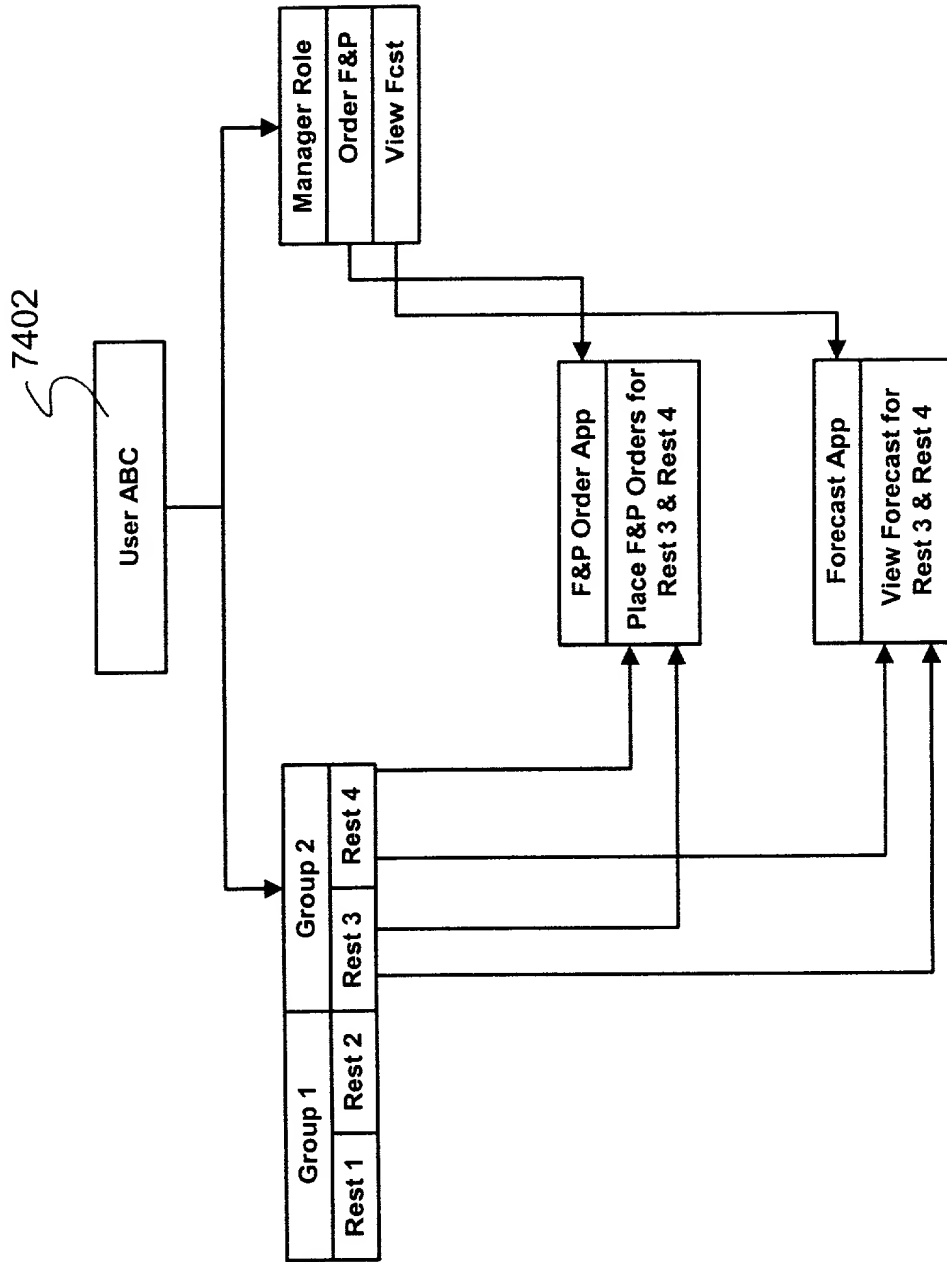 7402
User ABC
Group 1
Group 2
Rest 1
Rest 2
Rest 3
Rest 4
Manager Role
Order F&P
View Fcst
F&P Order App
Place F&P Orders for
Rest 3 & Rest 4
Forecast App
View Forecast for
Rest 3 & Rest 4